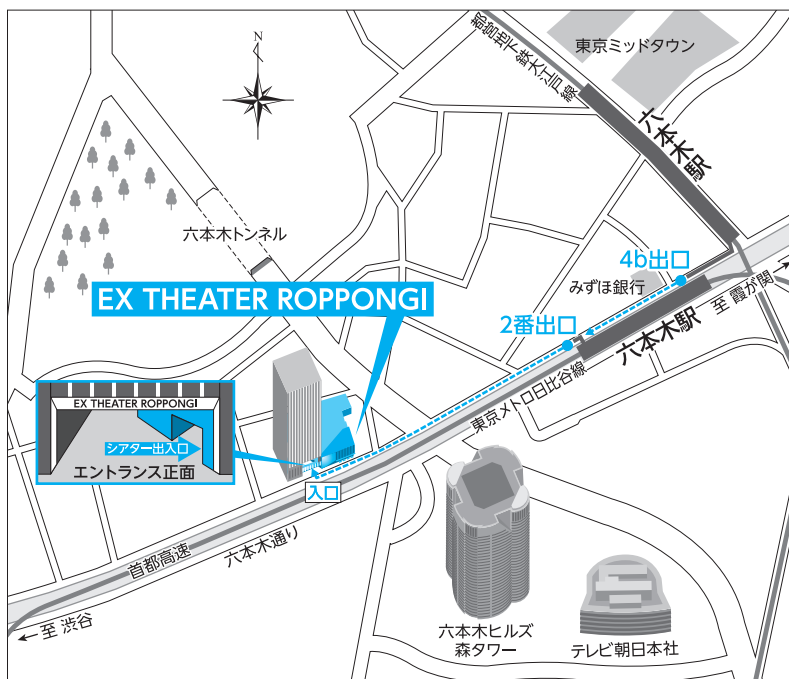 N
都営地下鉄大江戸線
東京ミッドタウン
六本木駅
六本木トンネル
4b出口
みずほ銀行
至 霞が関
EX THEATER ROPPONGI
2番出口
六本木駅
東京メトロ日比谷線
EX THEATER ROPPONGI
シアター出入口
エントランス正面
入口
首都高速
六本木通り
至 渋谷
六本木ヒルズ
森タワー
テレビ朝日本社